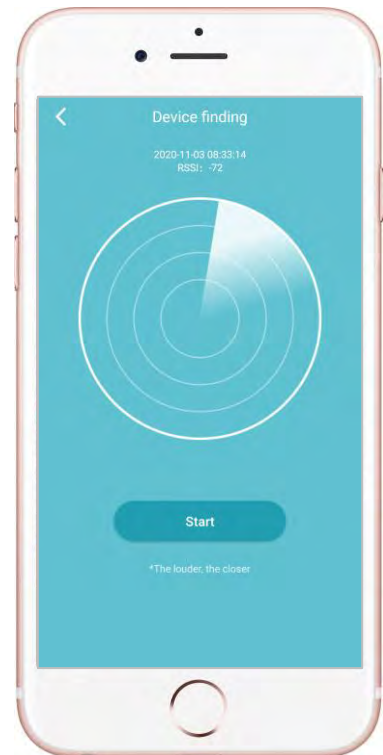 Device finding
2020-11-03 08:33:14
RSSI: -72
Start
*The louder, the closer